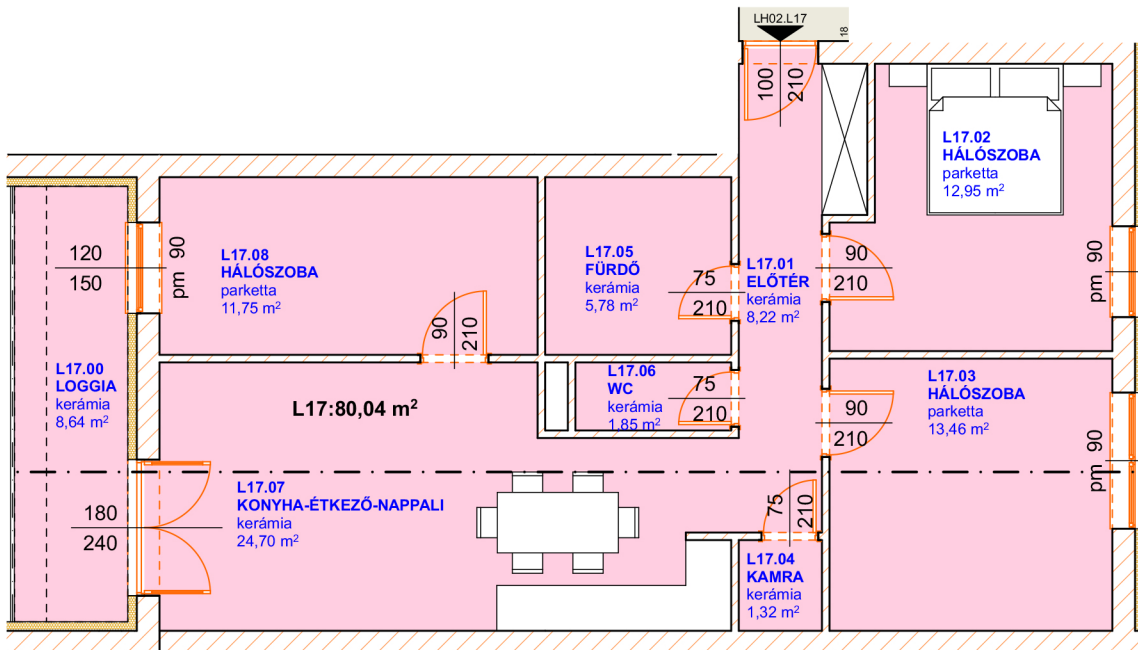 LH02.L17
18
100
210
L17.02
HÁLÓSZOBA
parketta
12,95 m²
120
150
pm 90
L17.08
HÁLÓSZOBA
parketta
11,75 m²
L17.05
FÜRDŐ
kerámia
5,78 m²
75
210
L17.01
ELŐTÉR
kerámia
8,22 m²
90
210
pm 90
90
210
L17.00
LOGGIA
kerámia
8,64 m²
L17:80,04 m²
L17.06
WC
kerámia
1,85 m²
75
210
90
210
L17.03
HÁLÓSZOBA
parketta
13,46 m²
pm 90
180
240
L17.07
KONYHA-ÉTKEZŐ-NAPPALI
kerámia
24,70 m²
75
210
L17.04
KAMRA
kerámia
1,32 m²